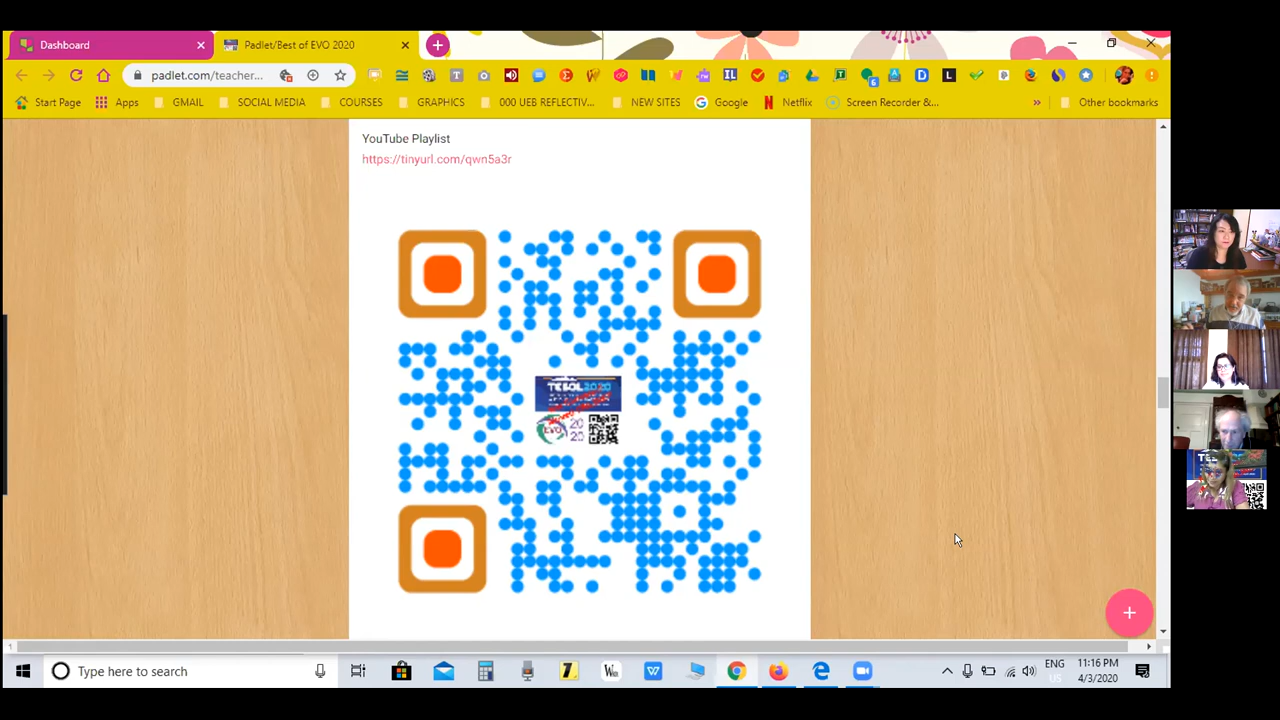 Dashboard
Padlet/Best of EVO 2020
padlet.com/teacher...
Start Page
Apps
GMAIL
SOCIAL MEDIA
COURSES
GRAPHICS
000 UEB REFLECTIV...
NEW SITES
Google
Netflix
Screen Recorder &...
Other bookmarks
YouTube Playlist
https://tinyurl.com/qwn5a3r
TESOL2020
EVO
20
20
Type here to search
ENG
US
11:16 PM
4/3/2020